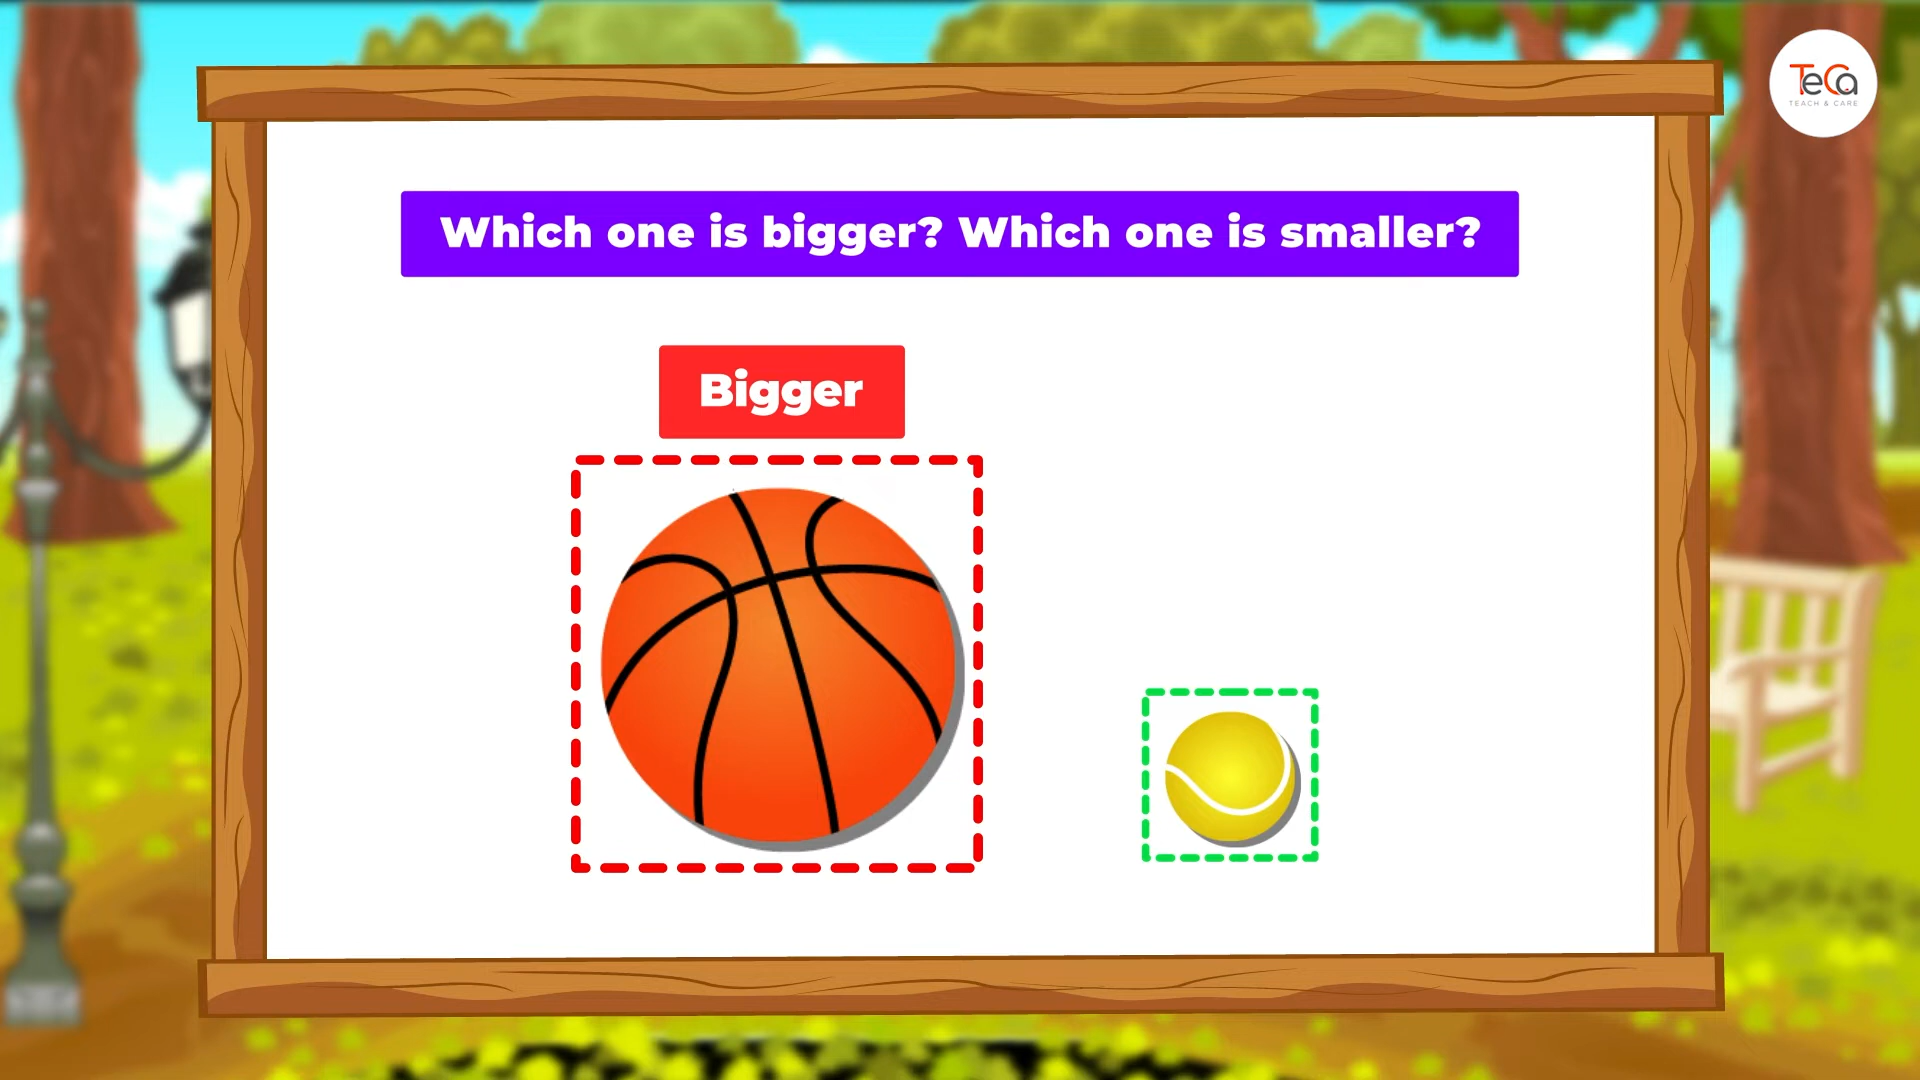 TeCa
TEACH & CARE
Which one is bigger? Which one is smaller?
Bigger